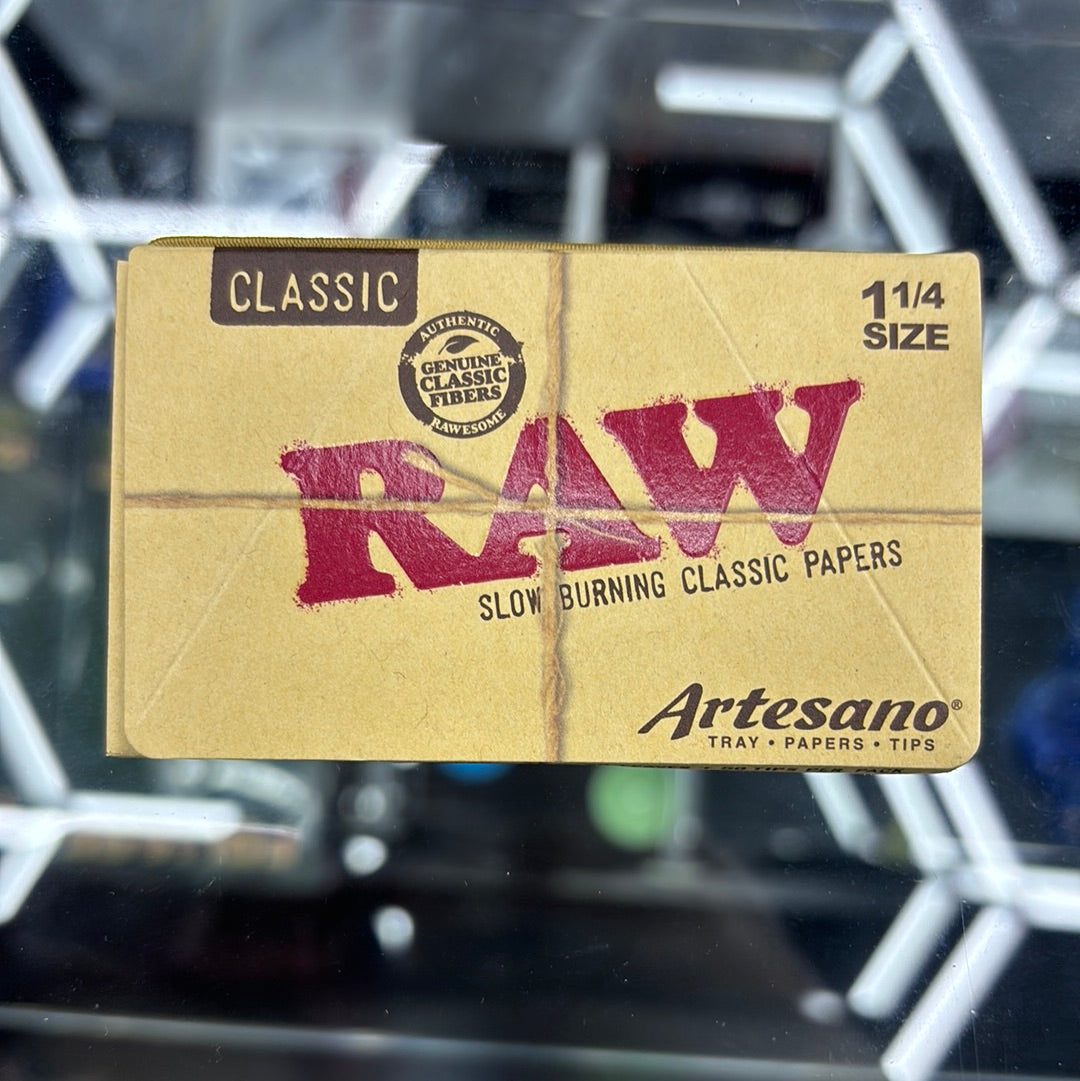 CLASSIC
1 1/4
SIZE
AUTHENTIC
GENUINE
CLASSIC
FIBERS
RAWESOME
RAW
SLOW BURNING CLASSIC PAPERS
Artesano®
TRAY • PAPERS • TIPS